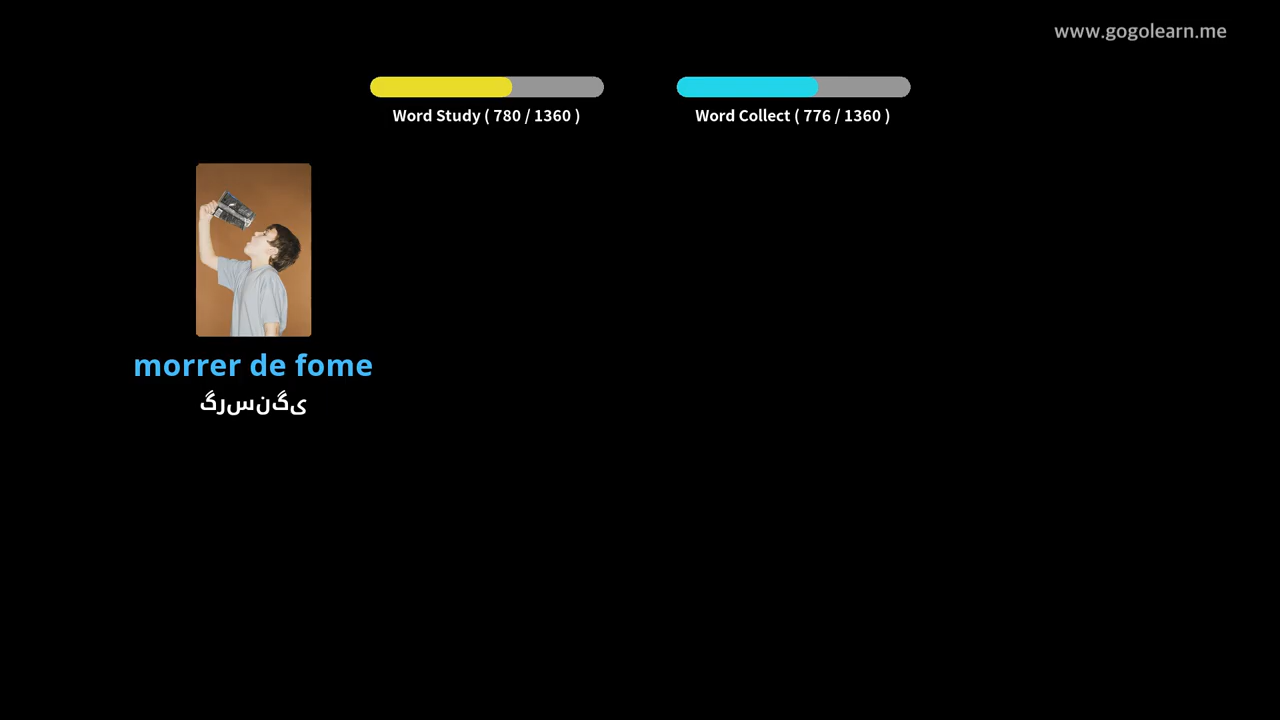 www.gogolearn.me
Word Study ( 780 / 1360 )
Word Collect ( 776 / 1360 )
morrer de fome
گرسنگی